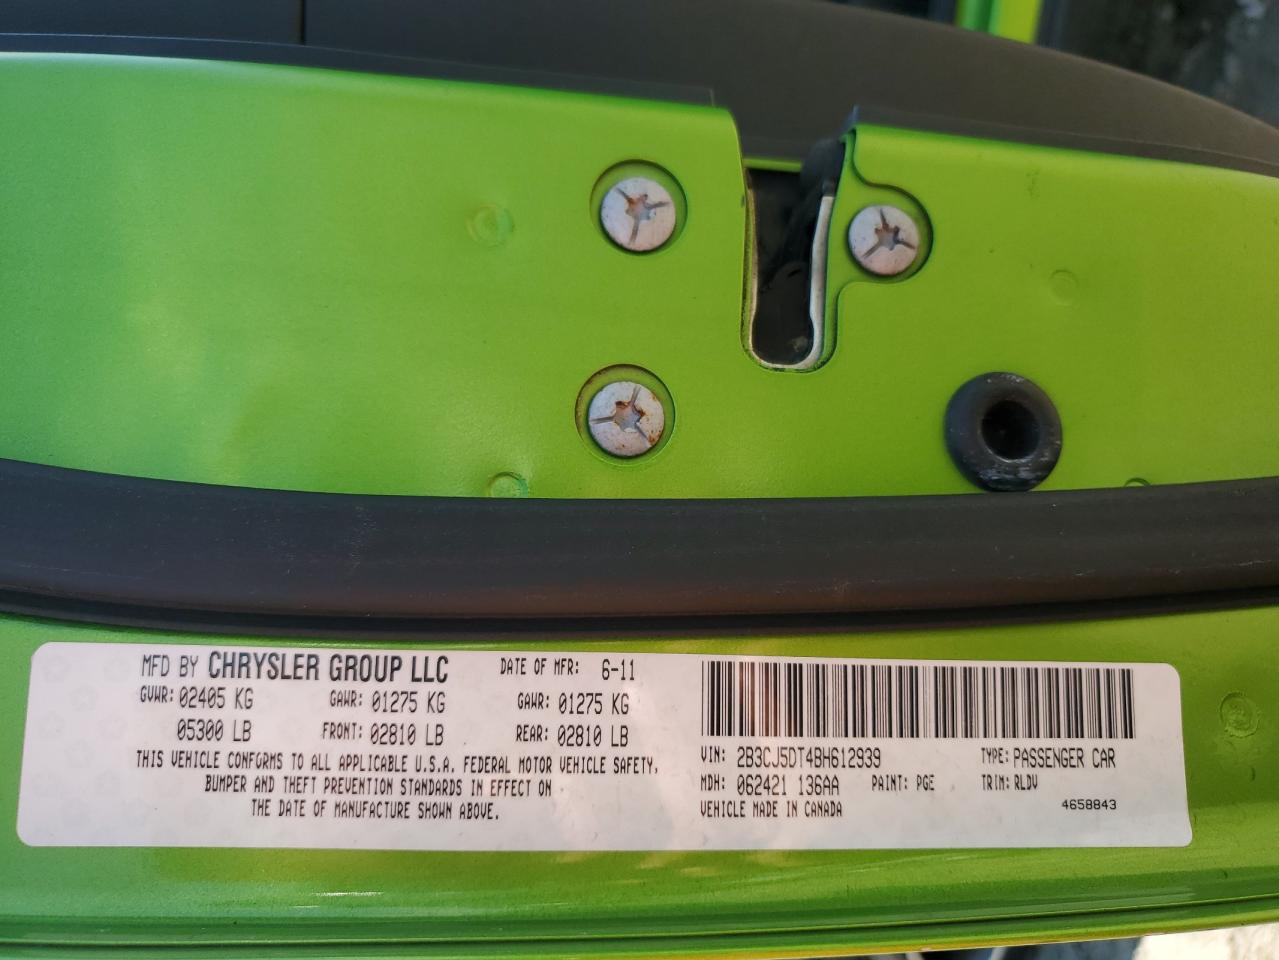 MFD BY CHRYSLER GROUP LLC DATE OF MFR: 6-11
GVWR: 02405 KG GAWR: 01275 KG GAWR: 01275 KG
05300 LB FRONT: 02810 LB REAR: 02810 LB
THIS VEHICLE CONFORMS TO ALL APPLICABLE U.S.A. FEDERAL MOTOR VEHICLE SAFETY,
BUMPER AND THEFT PREVENTION STANDARDS IN EFFECT ON
THE DATE OF MANUFACTURE SHOWN ABOVE.
VIN: 2B3CJ5DT4BH612939 TYPE: PASSENGER CAR
MDH: 062421 136AA PAINT: PGE TRIM: RLDV
VEHICLE MADE IN CANADA 4658843